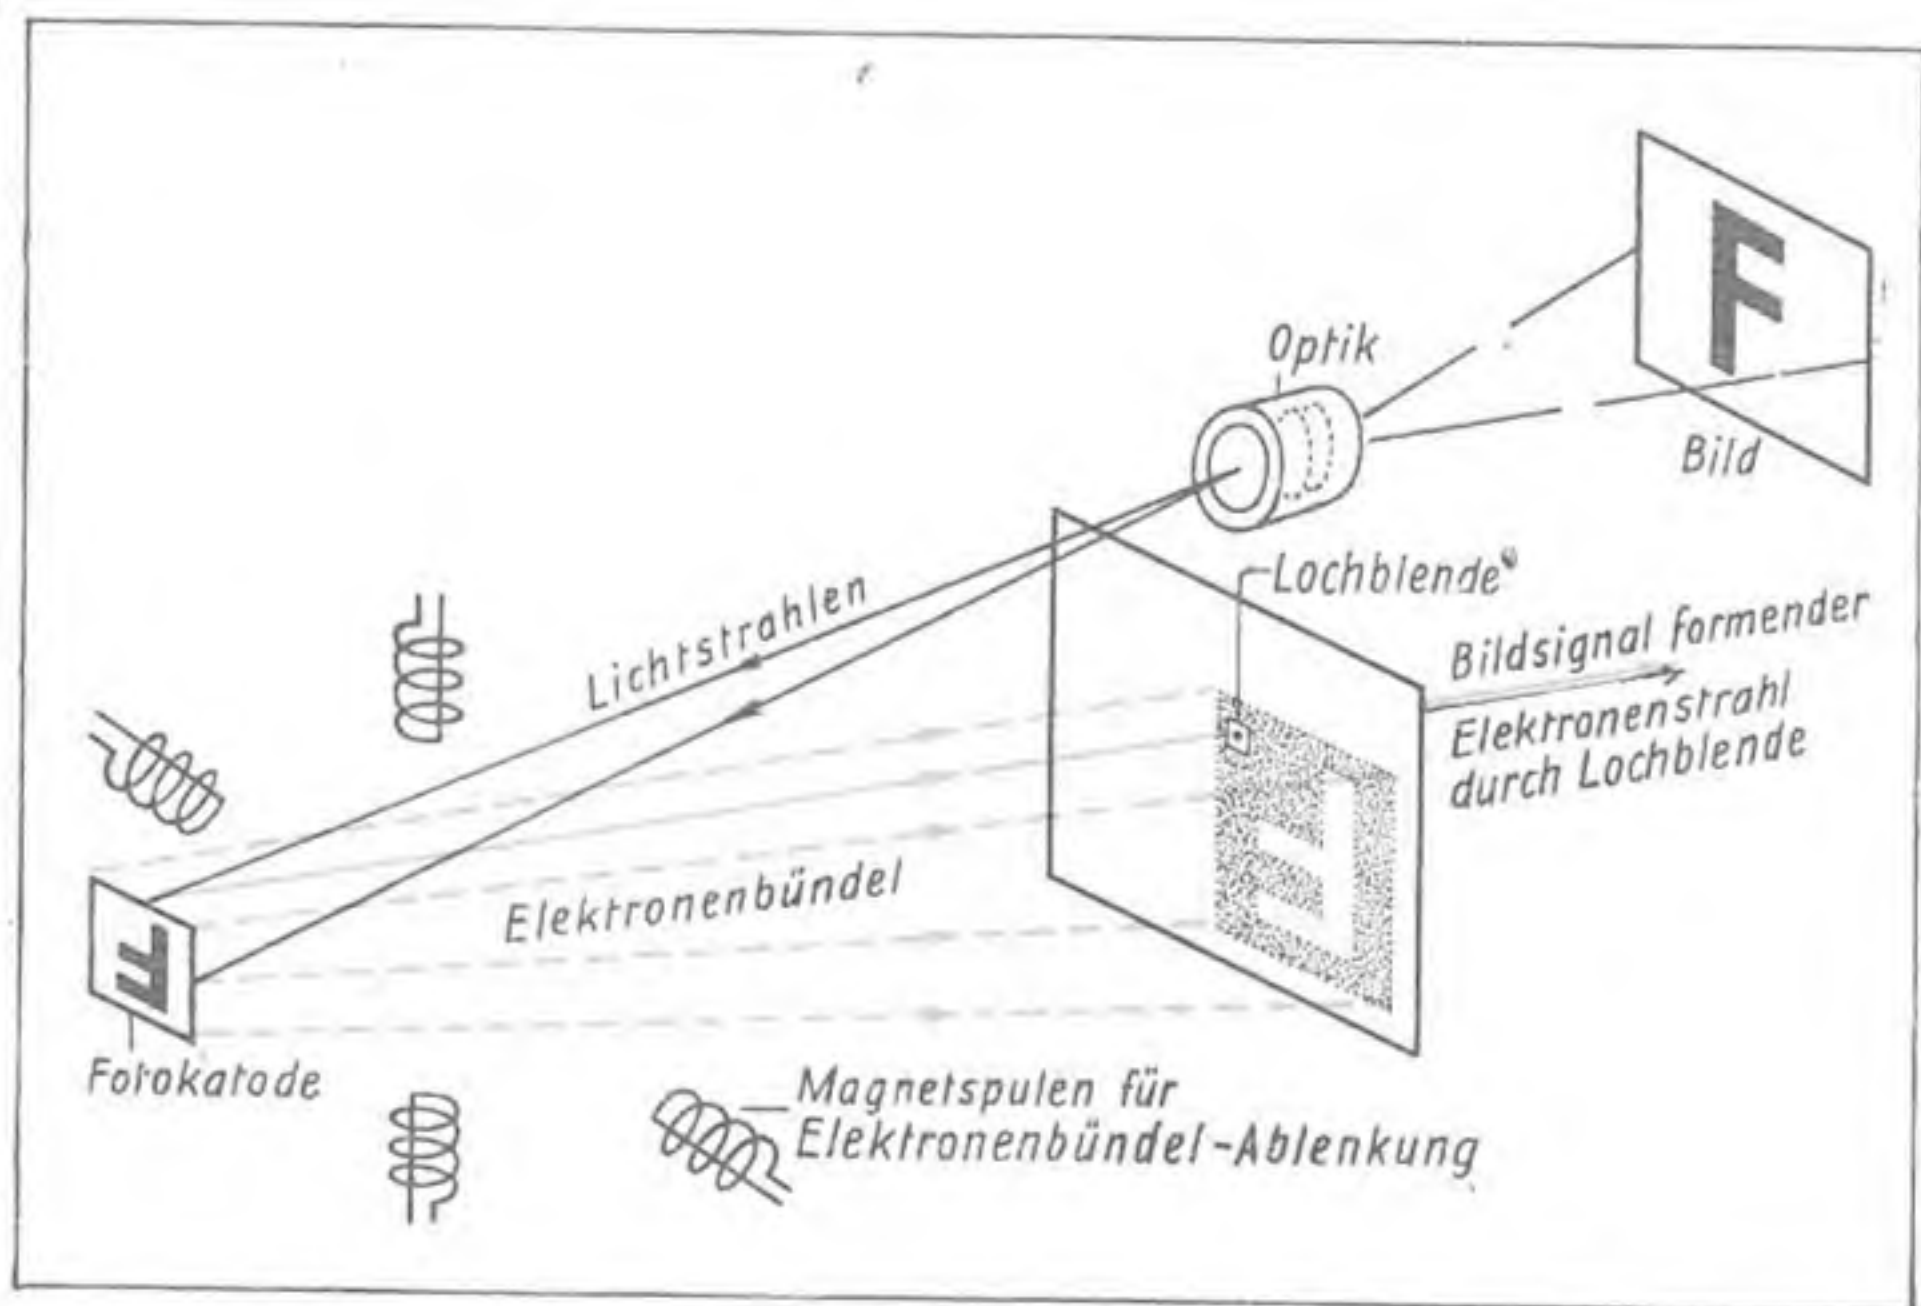 F
Optik
Bild
Lochblende
Lichtstrahlen
Bildsignal formender
Elektronenstrahl
durch Lochblende
Elektronenbündel
Fotokatode
Magnetspulen für
Elektronenbündel-Ablenkung